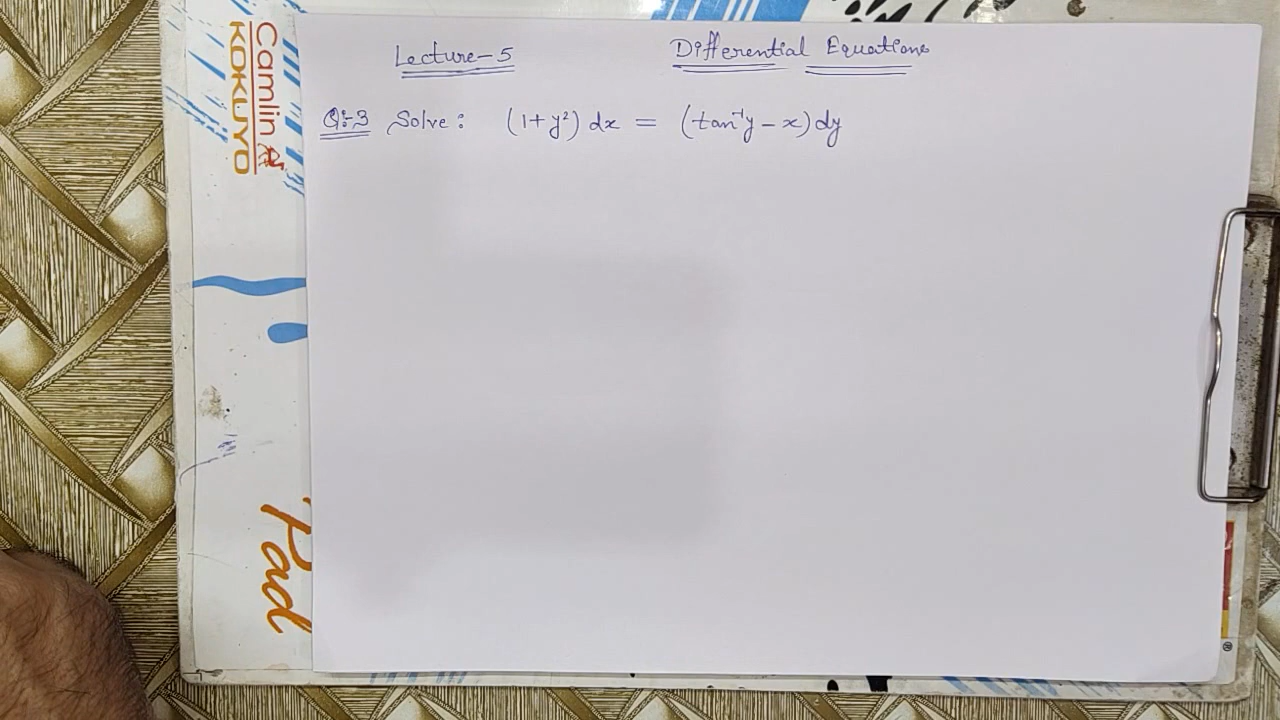 Lecture-5 Differential Equations
Q:-3 Solve: (1+y²) dx = (tan⁻¹y – x) dy
Camlin
KOKUYO
Pad
®